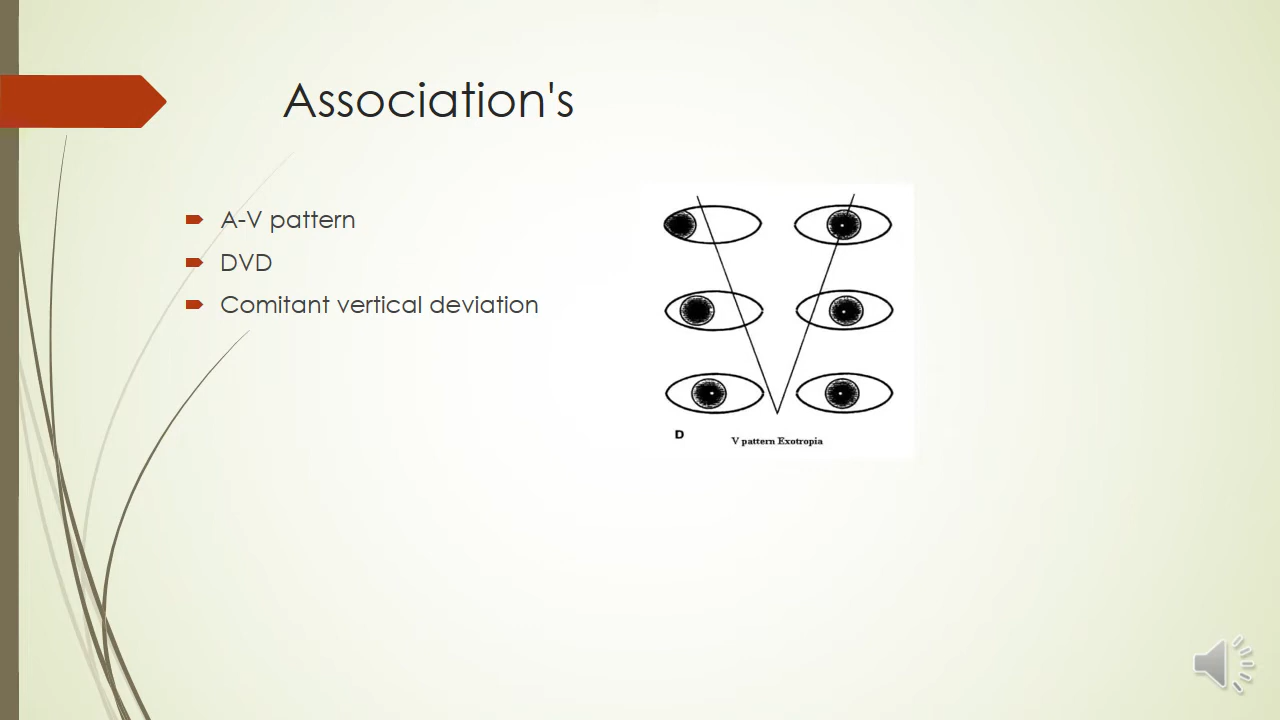 Association's
A-V pattern
DVD
Comitant vertical deviation
D
V pattern Exotropia